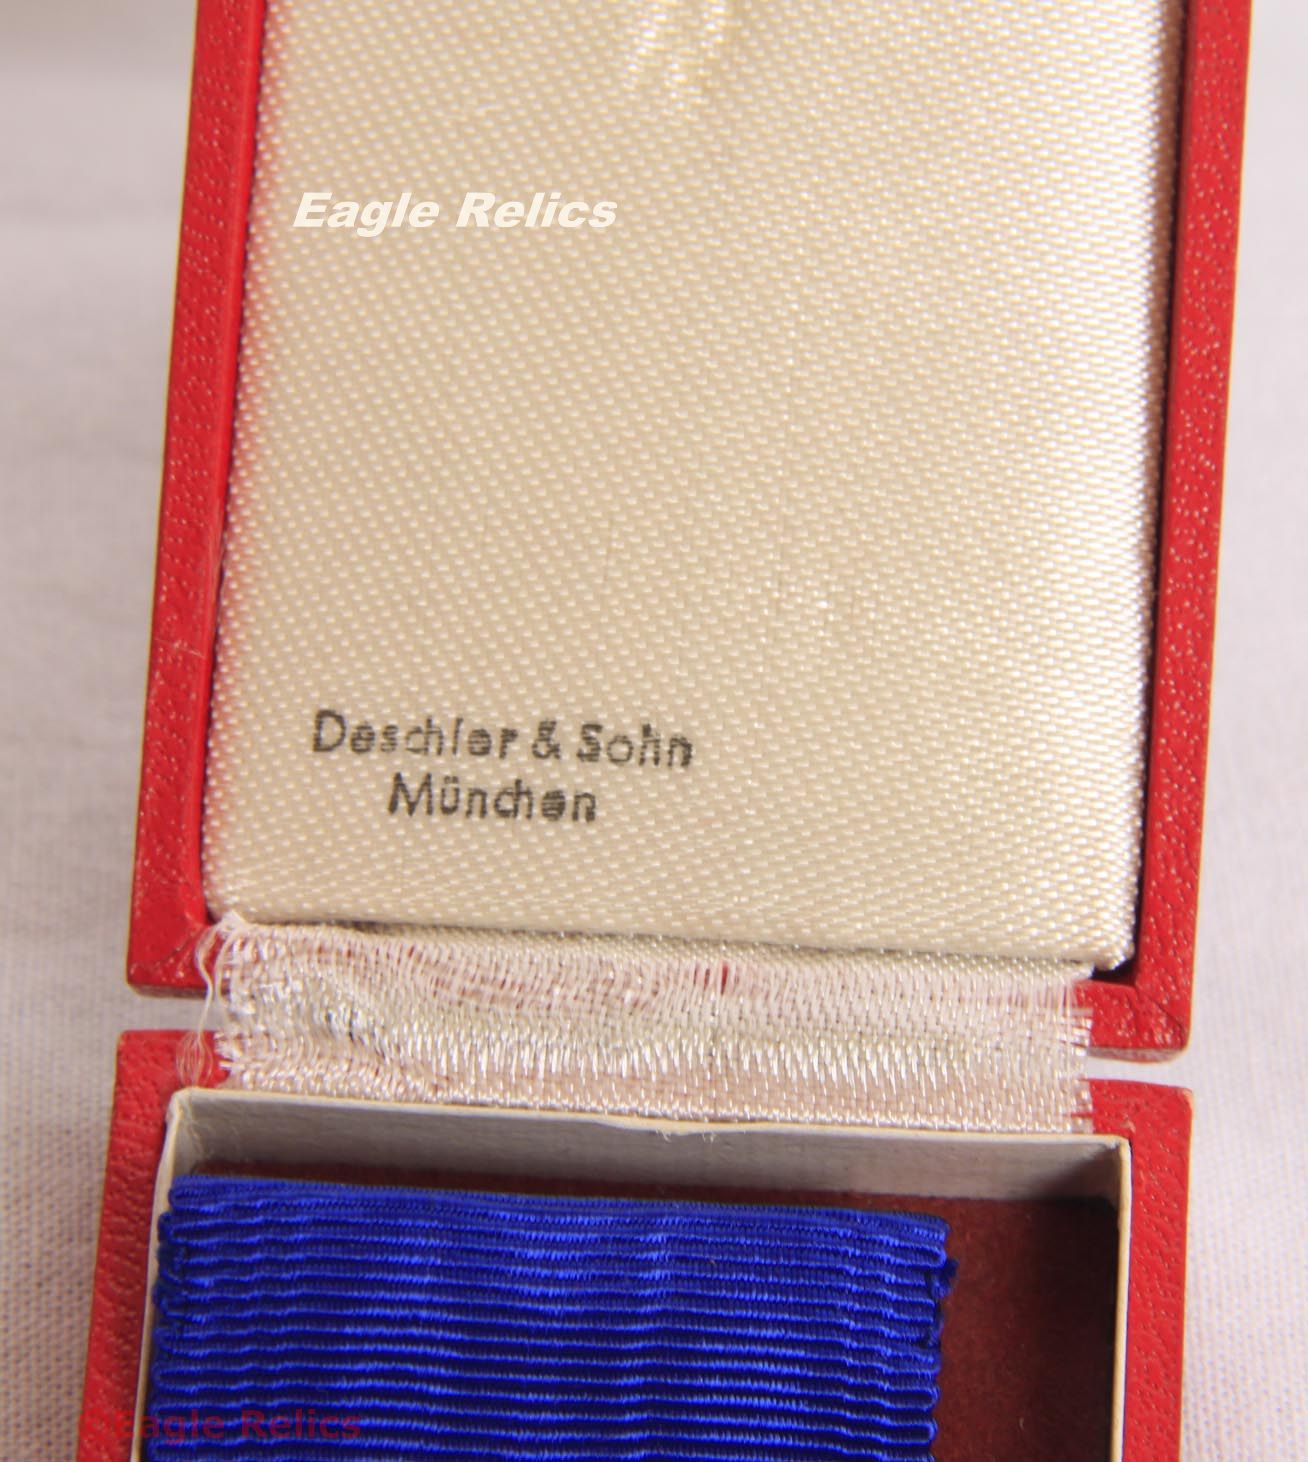 Eagle Relics
Deschler & Sohn
München
Eagle Relics